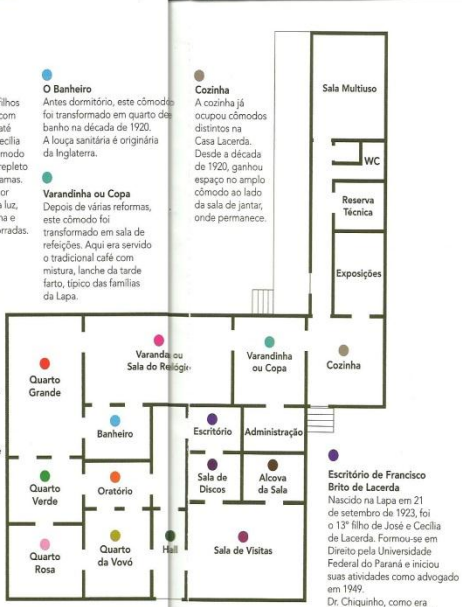 filhos
com
até
ecília
modo
repleto
amas.
or
a luz,
na e
orradas.
O Banheiro
Antes dormitório, este cômodo
foi transformado em quarto de
banho na década de 1920.
A louça sanitária é originária
da Inglaterra.
Varandinha ou Copa
Depois de várias reformas,
este cômodo foi
transformado em sala de
refeições. Aqui era servido
o tradicional café com
mistura, lanche da tarde
farto, típico das famílias
da Lapa.
Cozinha
A cozinha já
ocupou cômodos
distintos na
Casa Lacerda.
Desde a década
de 1920, ganhou
espaço no amplo
cômodo ao lado
da sala de jantar,
onde permanece.
Sala Multiuso
WC
Reserva
Técnica
Exposições
Quarto
Grande
Varanda ou
Sala do Relógio
Varandinha
ou Copa
Cozinha
Banheiro
Escritório
Administração
Quarto
Verde
Oratório
Sala de
Discos
Alcova
da Sala
Quarto
Rosa
Quarto
da Vovó
Hall
Sala de Visitas
Escritório de Francisco
Brito de Lacerda
Nascido na Lapa em 21
de setembro de 1923, foi
o 13º filho de José e Cecília
de Lacerda. Formou-se em
Direito pela Universidade
Federal do Paraná e iniciou
suas atividades como advogado
em 1949.
Dr. Chiquinho, como era